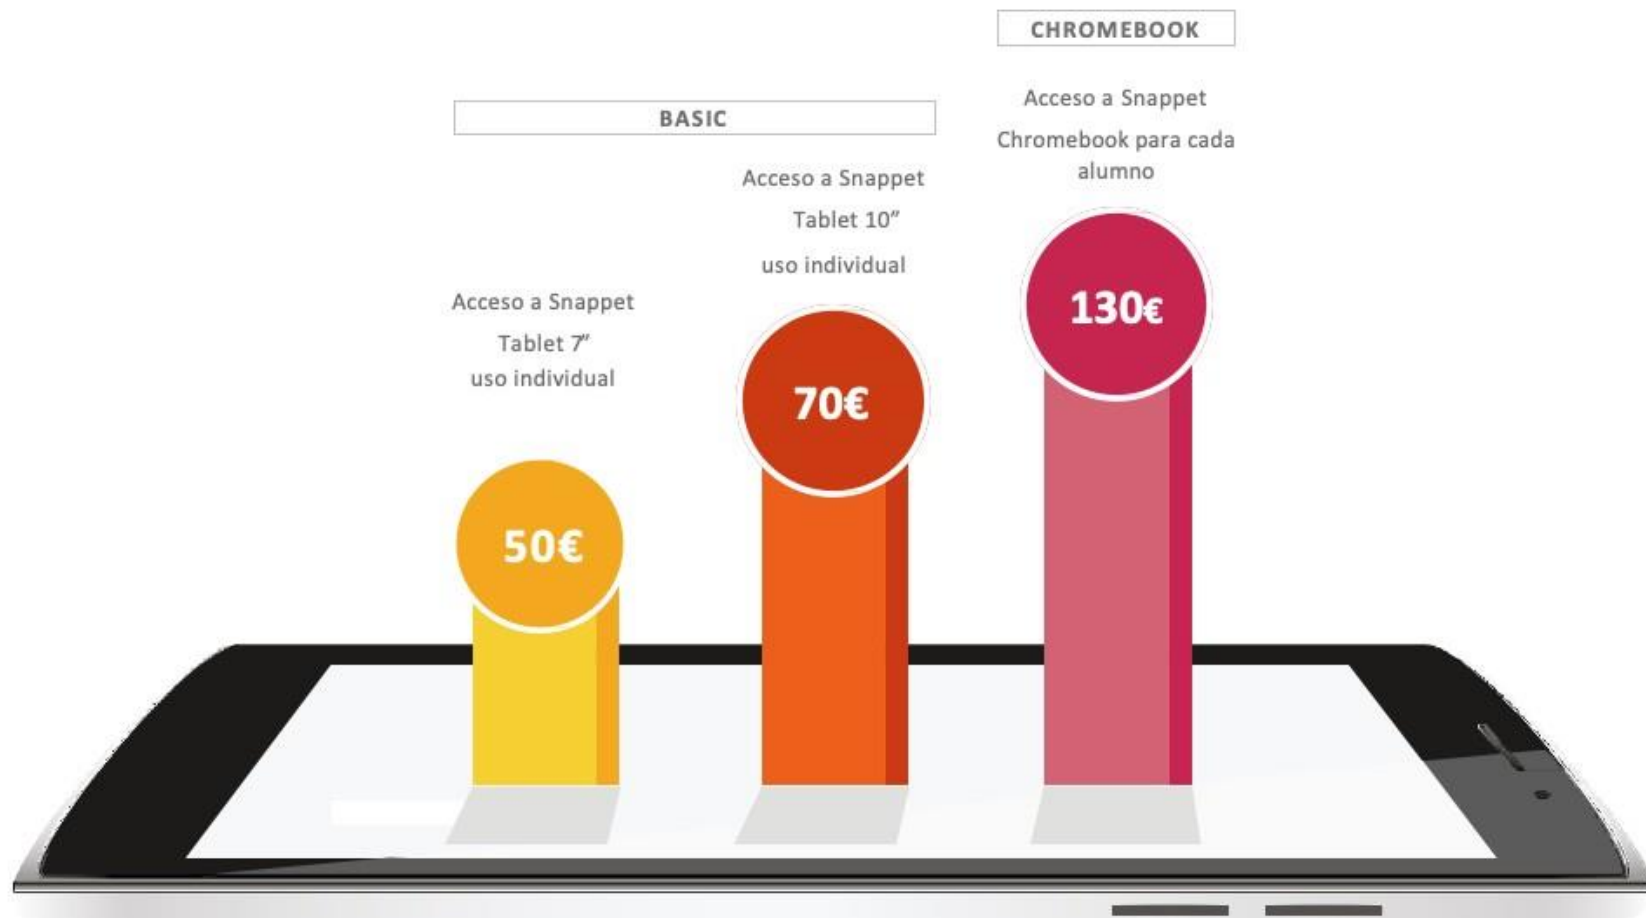 BASIC
Acceso a Snappet
Tablet 7”
uso individual
50€
Acceso a Snappet
Tablet 10”
uso individual
70€
CHROMEBOOK
Acceso a Snappet
Chromebook para cada
alumno
130€